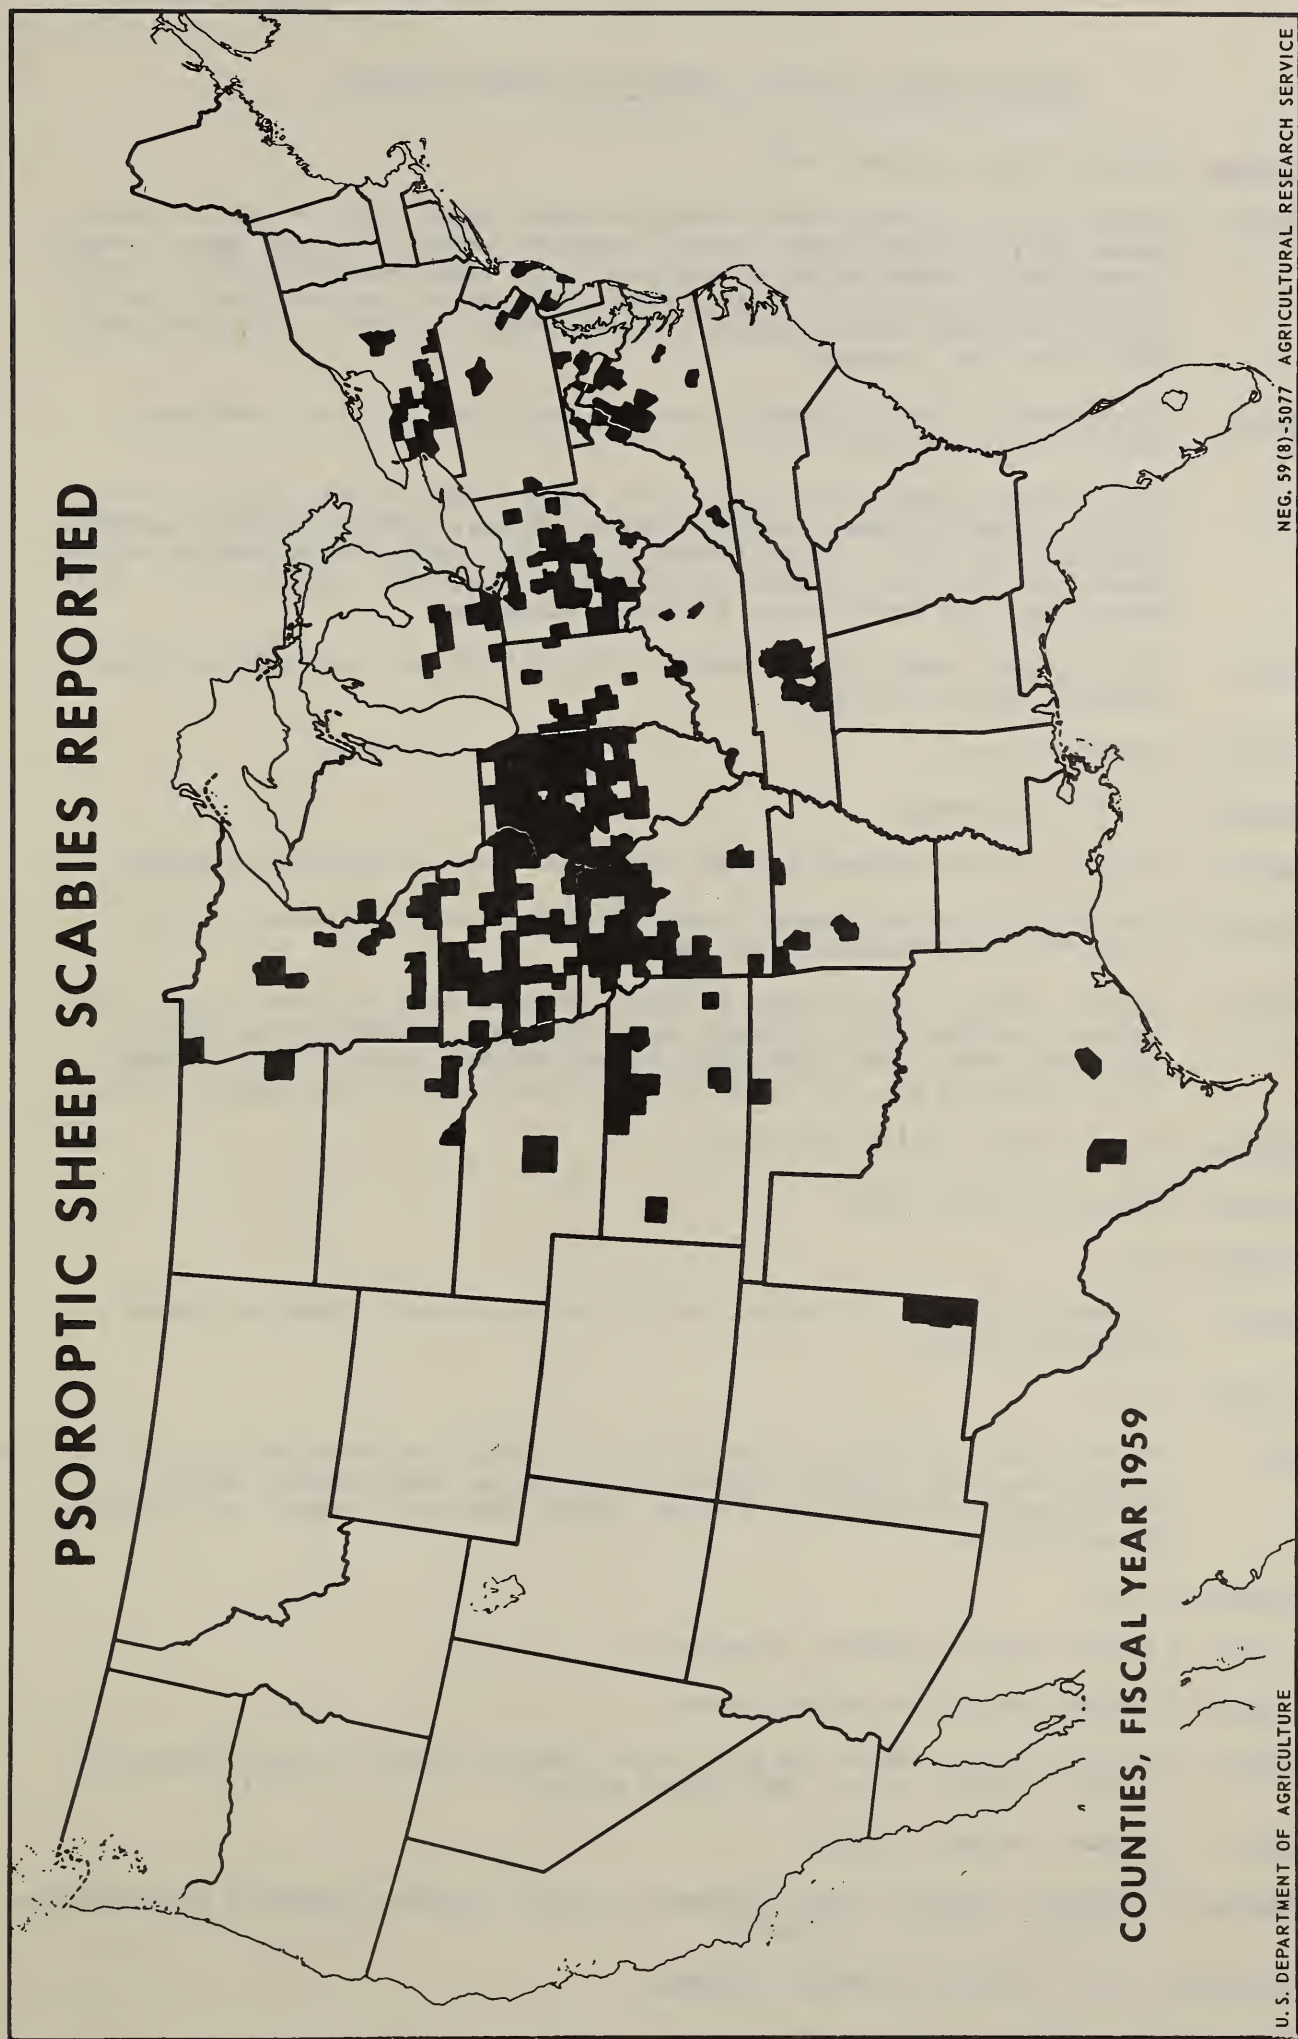 PSOROPTIC SHEEP SCABIES REPORTED
COUNTIES, FISCAL YEAR 1959
U. S. DEPARTMENT OF AGRICULTURE
NEG. 59(8)-5077 AGRICULTURAL RESEARCH SERVICE